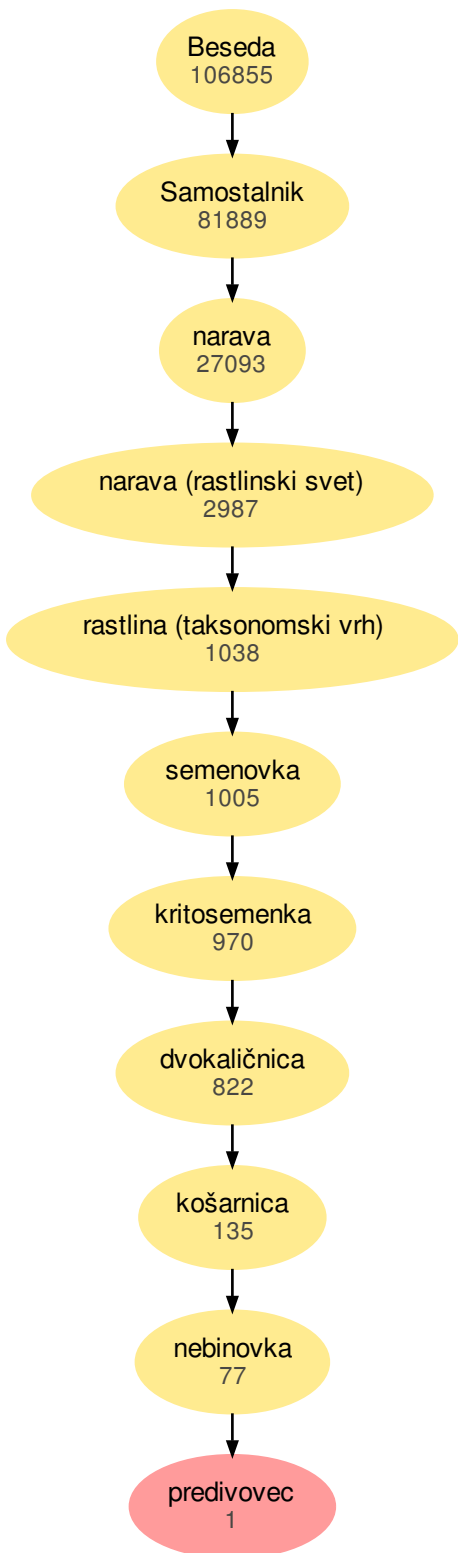 Beseda
106855
Samostalnik
81889
narava
27093
narava (rastlinski svet)
2987
rastlina (taksonomski vrh)
1038
semenovka
1005
kritosemenka
970
dvokaličnica
822
košarnica
135
nebinovka
77
predivovec
1